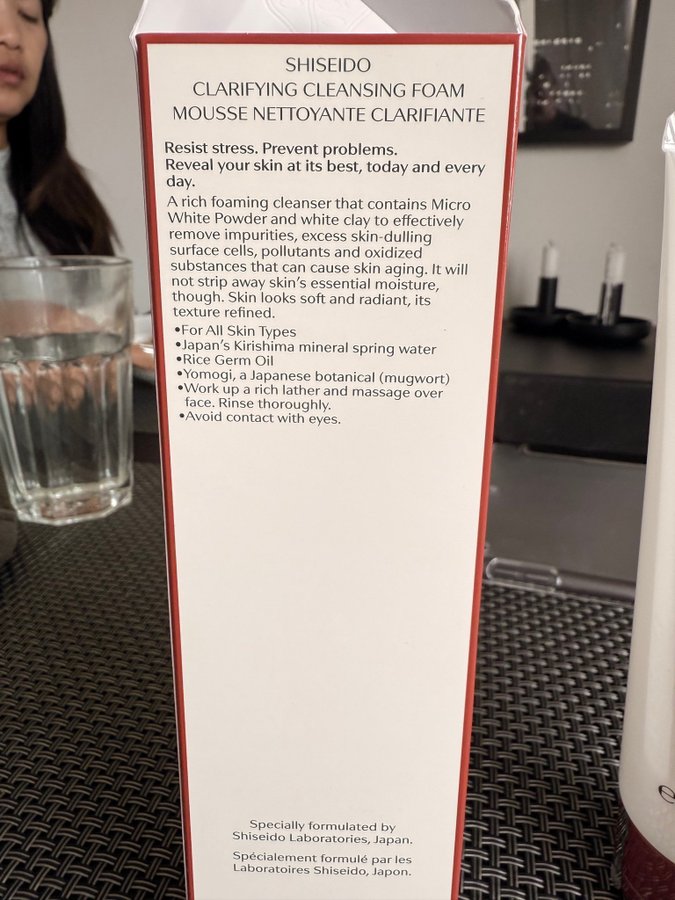 SHISEIDO
CLARIFYING CLEANSING FOAM
MOUSSE NETTOYANTE CLARIFIANTE
Resist stress. Prevent problems.
Reveal your skin at its best, today and every
day.
A rich foaming cleanser that contains Micro
White Powder and white clay to effectively
remove impurities, excess skin-dulling
surface cells, pollutants and oxidized
substances that can cause skin aging. It will
not strip away skin's essential moisture,
though. Skin looks soft and radiant, its
texture refined.
•For All Skin Types
•Japan's Kirishima mineral spring water
•Rice Germ Oil
•Yomogi, a Japanese botanical (mugwort)
•Work up a rich lather and massage over
face. Rinse thoroughly.
•Avoid contact with eyes.
Specially formulated by
Shiseido Laboratories, Japan.
Spécialement formulé par les
Laboratoires Shiseido, Japon.